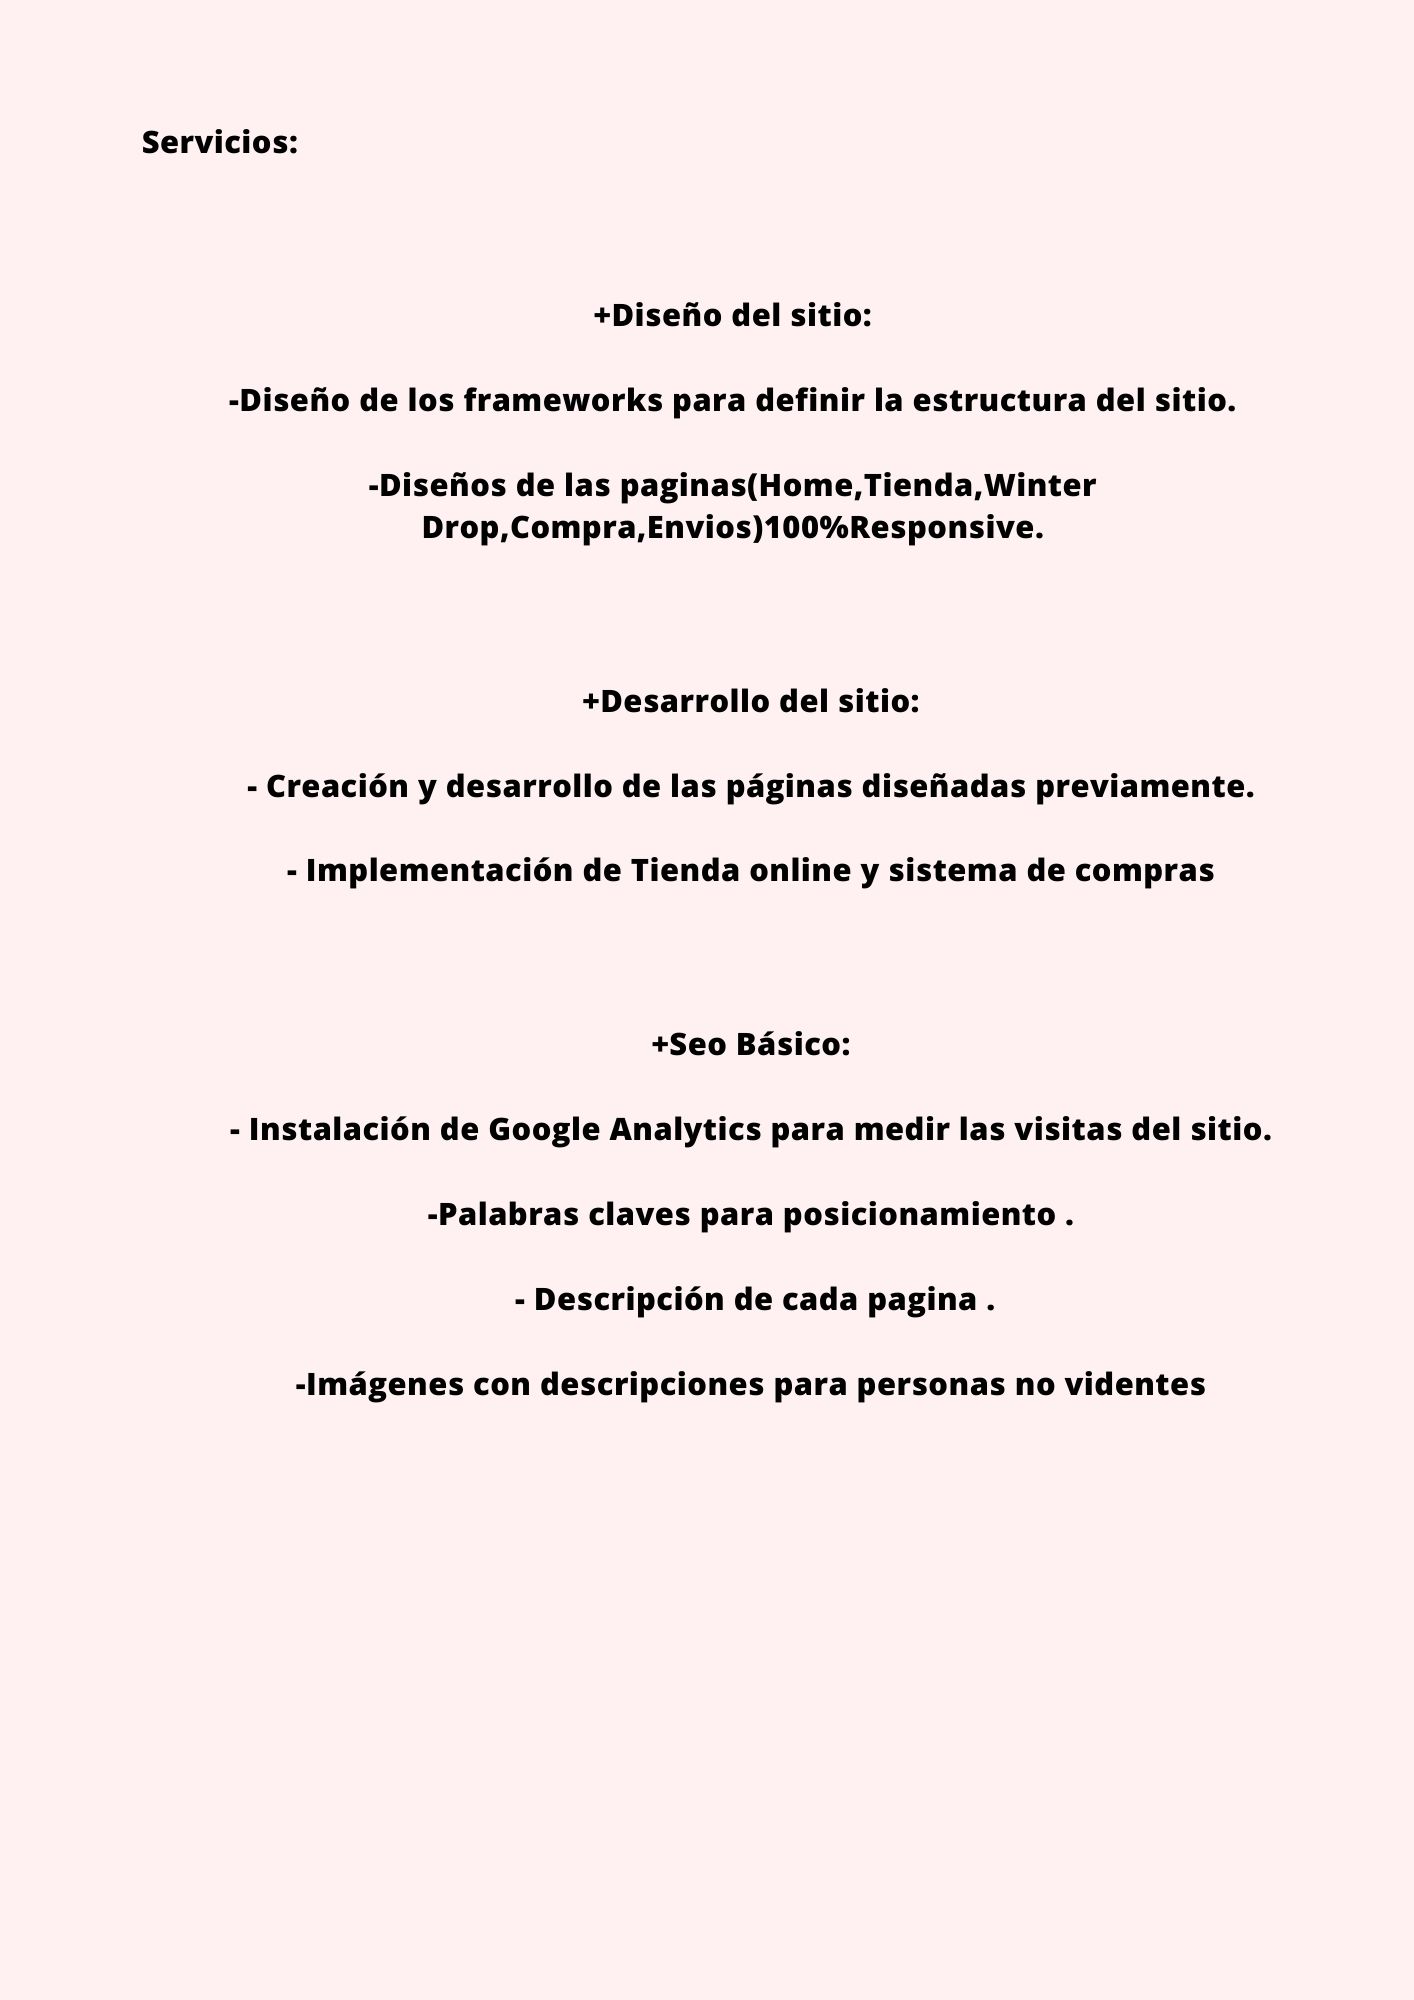 Servicios:
+Diseño del sitio:
-Diseño de los frameworks para definir la estructura del sitio.
-Diseños de las paginas(Home,Tienda,Winter
Drop,Compra,Envios)100%Responsive.
+Desarrollo del sitio:
- Creación y desarrollo de las páginas diseñadas previamente.
- Implementación de Tienda online y sistema de compras
+Seo Básico:
- Instalación de Google Analytics para medir las visitas del sitio.
-Palabras claves para posicionamiento .
- Descripción de cada pagina .
-Imágenes con descripciones para personas no videntes